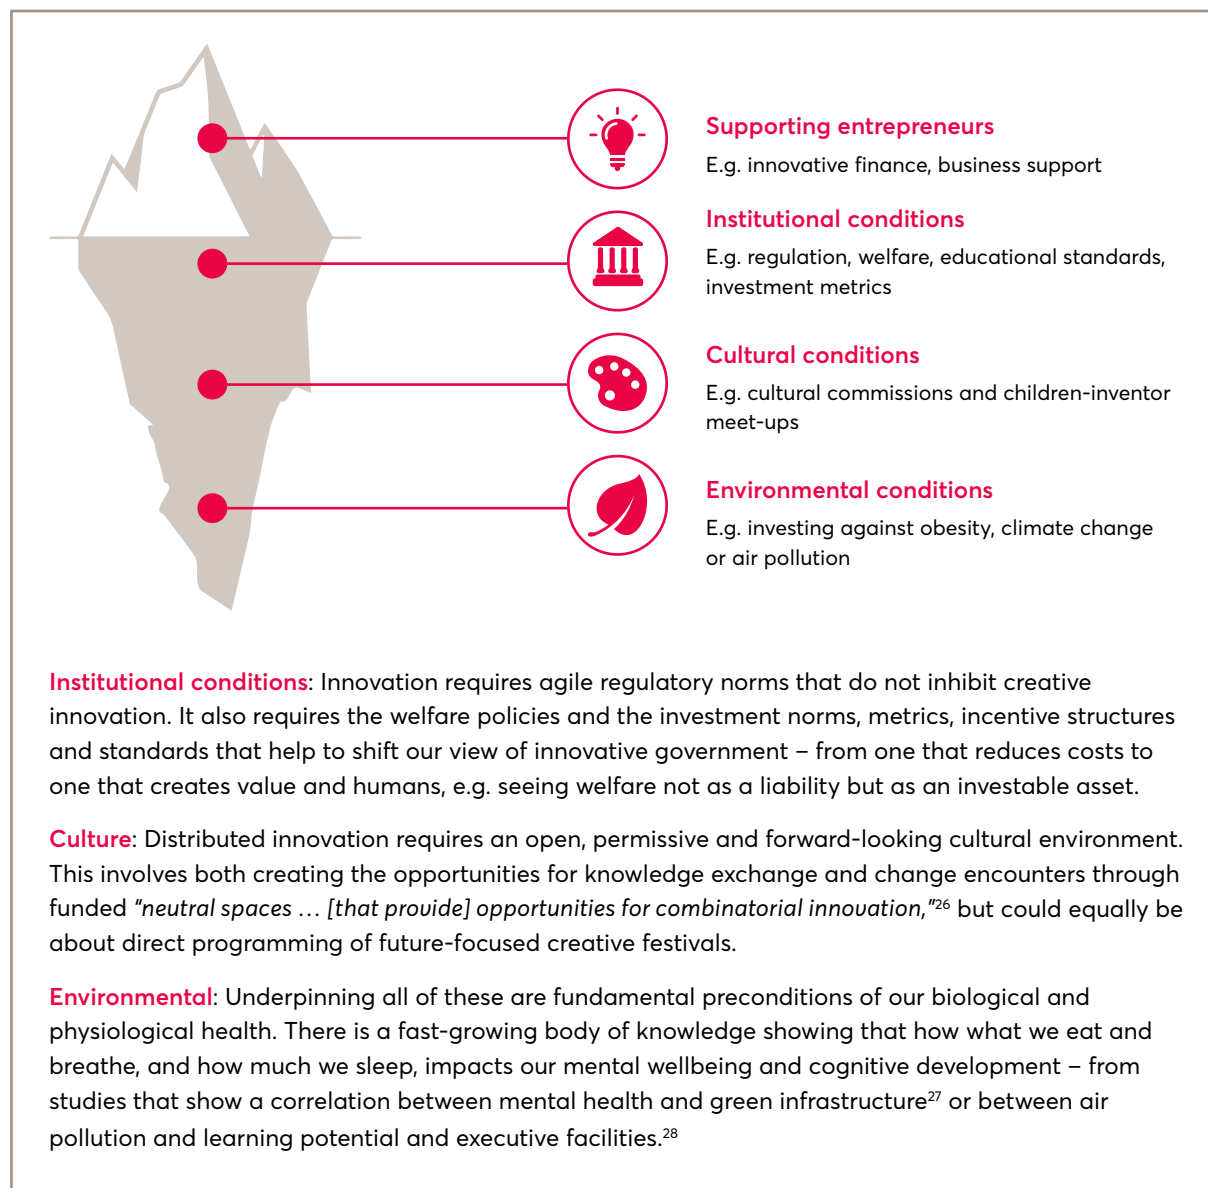 Supporting entrepreneurs
E.g. innovative finance, business support
Institutional conditions
E.g. regulation, welfare, educational standards,
investment metrics
Cultural conditions
E.g. cultural commissions and children-inventor
meet-ups
Environmental conditions
E.g. investing against obesity, climate change
or air pollution
Institutional conditions: Innovation requires agile regulatory norms that do not inhibit creative
innovation. It also requires the welfare policies and the investment norms, metrics, incentive structures
and standards that help to shift our view of innovative government – from one that reduces costs to
one that creates value and humans, e.g. seeing welfare not as a liability but as an investable asset.
Culture: Distributed innovation requires an open, permissive and forward-looking cultural environment.
This involves both creating the opportunities for knowledge exchange and change encounters through
funded “neutral spaces … [that provide] opportunities for combinatorial innovation,”26 but could equally be
about direct programming of future-focused creative festivals.
Environmental: Underpinning all of these are fundamental preconditions of our biological and
physiological health. There is a fast-growing body of knowledge showing that how what we eat and
breathe, and how much we sleep, impacts our mental wellbeing and cognitive development – from
studies that show a correlation between mental health and green infrastructure27 or between air
pollution and learning potential and executive facilities.28